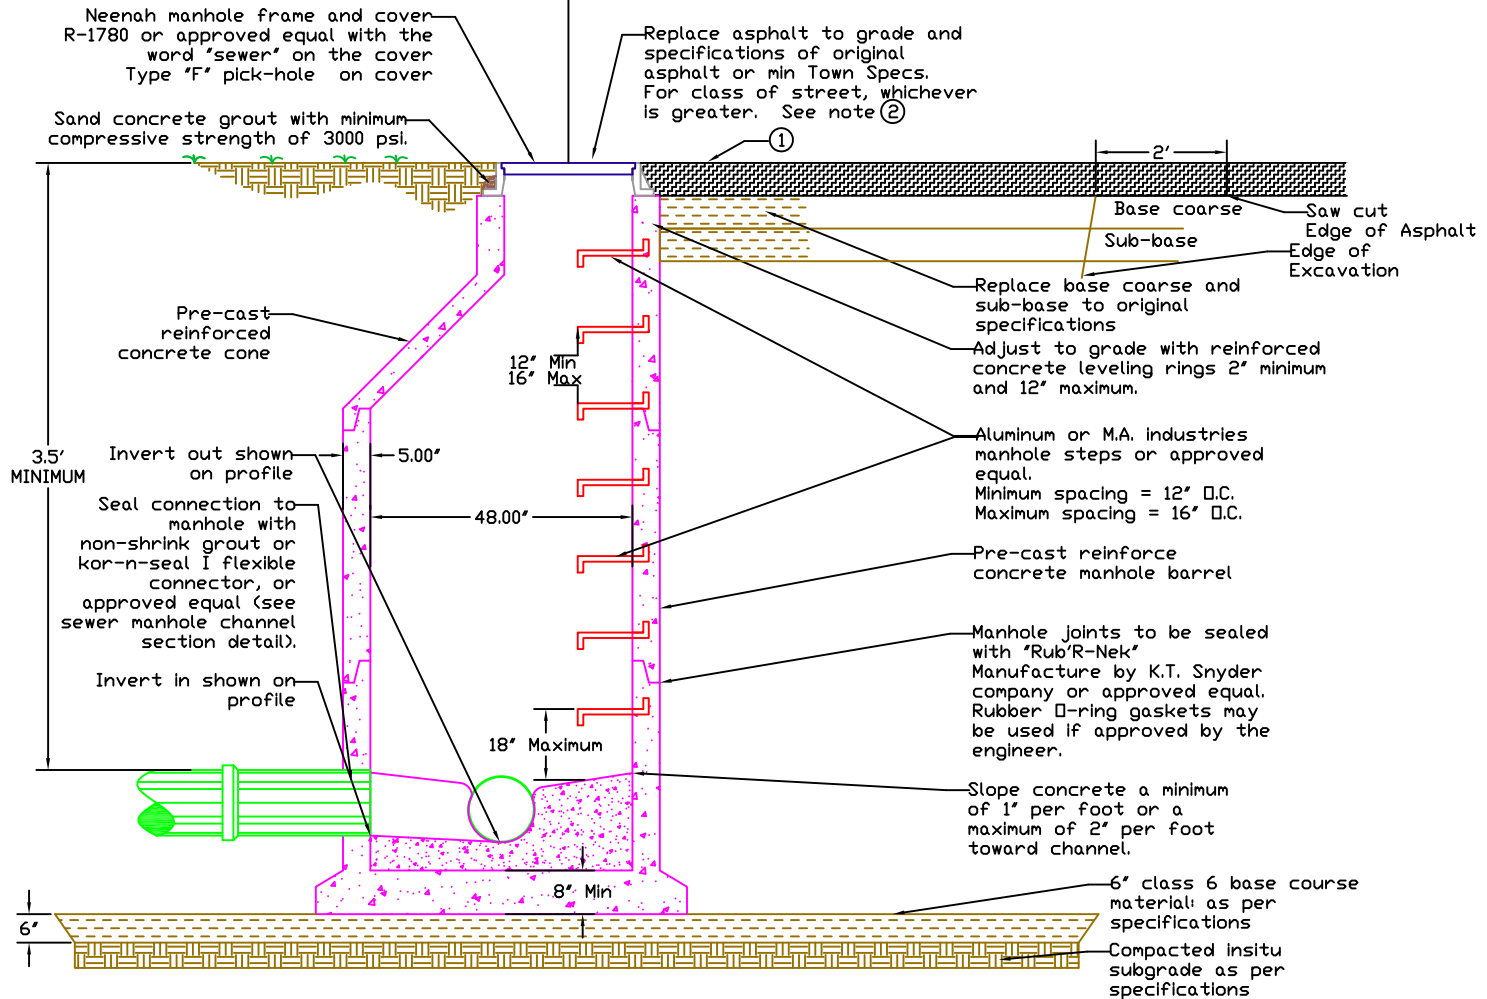 Neenah manhole frame and cover
R-1780 or approved equal with the
word "sewer" on the cover
Type "F" pick-hole on cover
Sand concrete grout with minimum
compressive strength of 3000 psi.
Replace asphalt to grade and
specifications of original
asphalt or min Town Specs.
For class of street, whichever
is greater. See note 2
1
2'
Base coarse
Sub-base
Saw cut
Edge of Asphalt
Edge of
Excavation
Replace base coarse and
sub-base to original
specifications
Adjust to grade with reinforced
concrete leveling rings 2" minimum
and 12" maximum.
Pre-cast
reinforced
concrete cone
12" Min
16" Max
3.5'
MINIMUM
Invert out shown
on profile
5.00"
48.00"
Aluminum or M.A. industries
manhole steps or approved
equal.
Minimum spacing = 12" O.C.
Maximum spacing = 16" O.C.
Seal connection to
manhole with
non-shrink grout or
kor-n-seal I flexible
connector, or
approved equal (see
sewer manhole channel
section detail).
Pre-cast reinforce
concrete manhole barrel
Manhole joints to be sealed
with "Rub'R-Nek"
Manufacture by K.T. Snyder
company or approved equal.
Rubber O-ring gaskets may
be used if approved by the
engineer.
Invert in shown on
profile
18" Maximum
Slope concrete a minimum
of 1" per foot or a
maximum of 2" per foot
toward channel.
8" Min
6"
6" class 6 base course
material: as per
specifications
Compacted insitu
subgrade as per
specifications